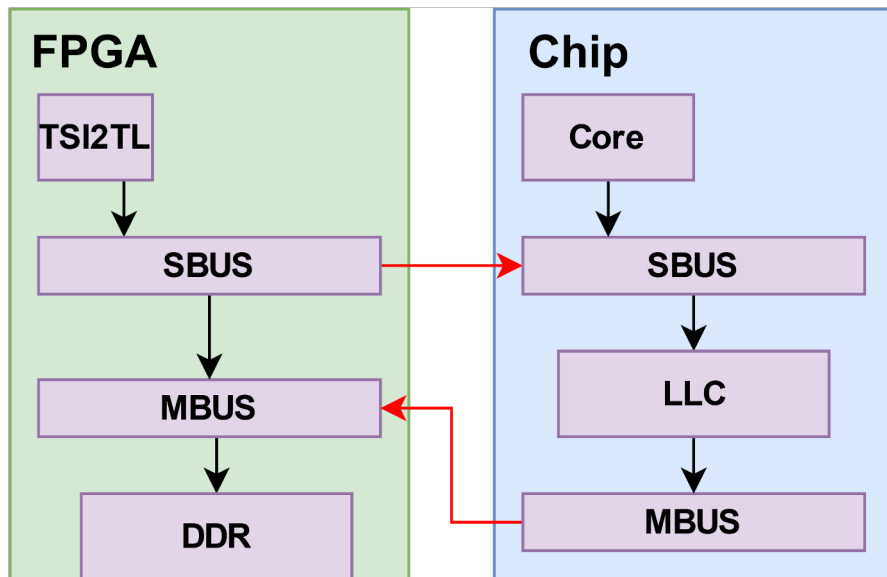 FPGA
TSI2TL
SBUS
MBUS
DDR
Chip
Core
SBUS
LLC
MBUS